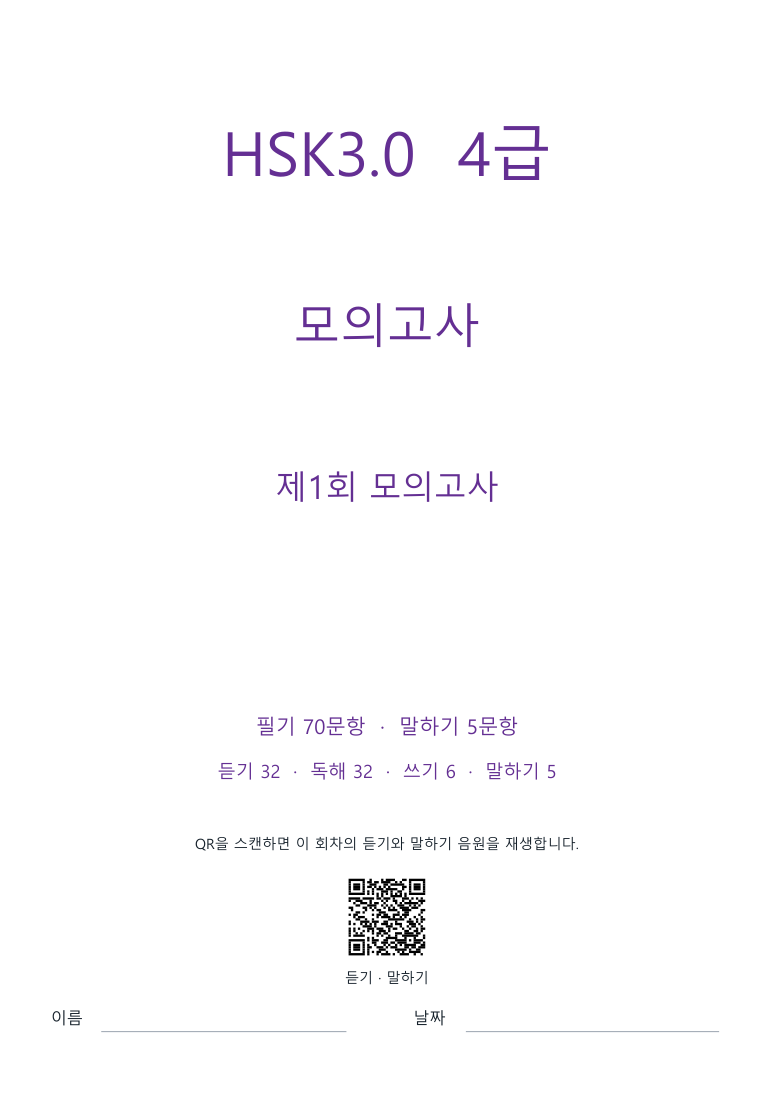 HSK3.0 4급
모의고사
제1회 모의고사
필기 70문항 · 말하기 5문항
듣기 32 · 독해 32 · 쓰기 6 · 말하기 5
QR을 스캔하면 이 회차의 듣기와 말하기 음원을 재생합니다.
듣기 · 말하기
이름 날짜